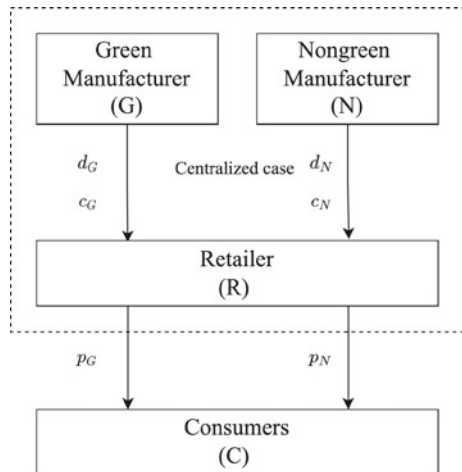 Green
Manufacturer
(G)
Nongreen
Manufacturer
(N)
d_G
Centralized case
d_N
c_G
c_N
Retailer
(R)
p_G
p_N
Consumers
(C)